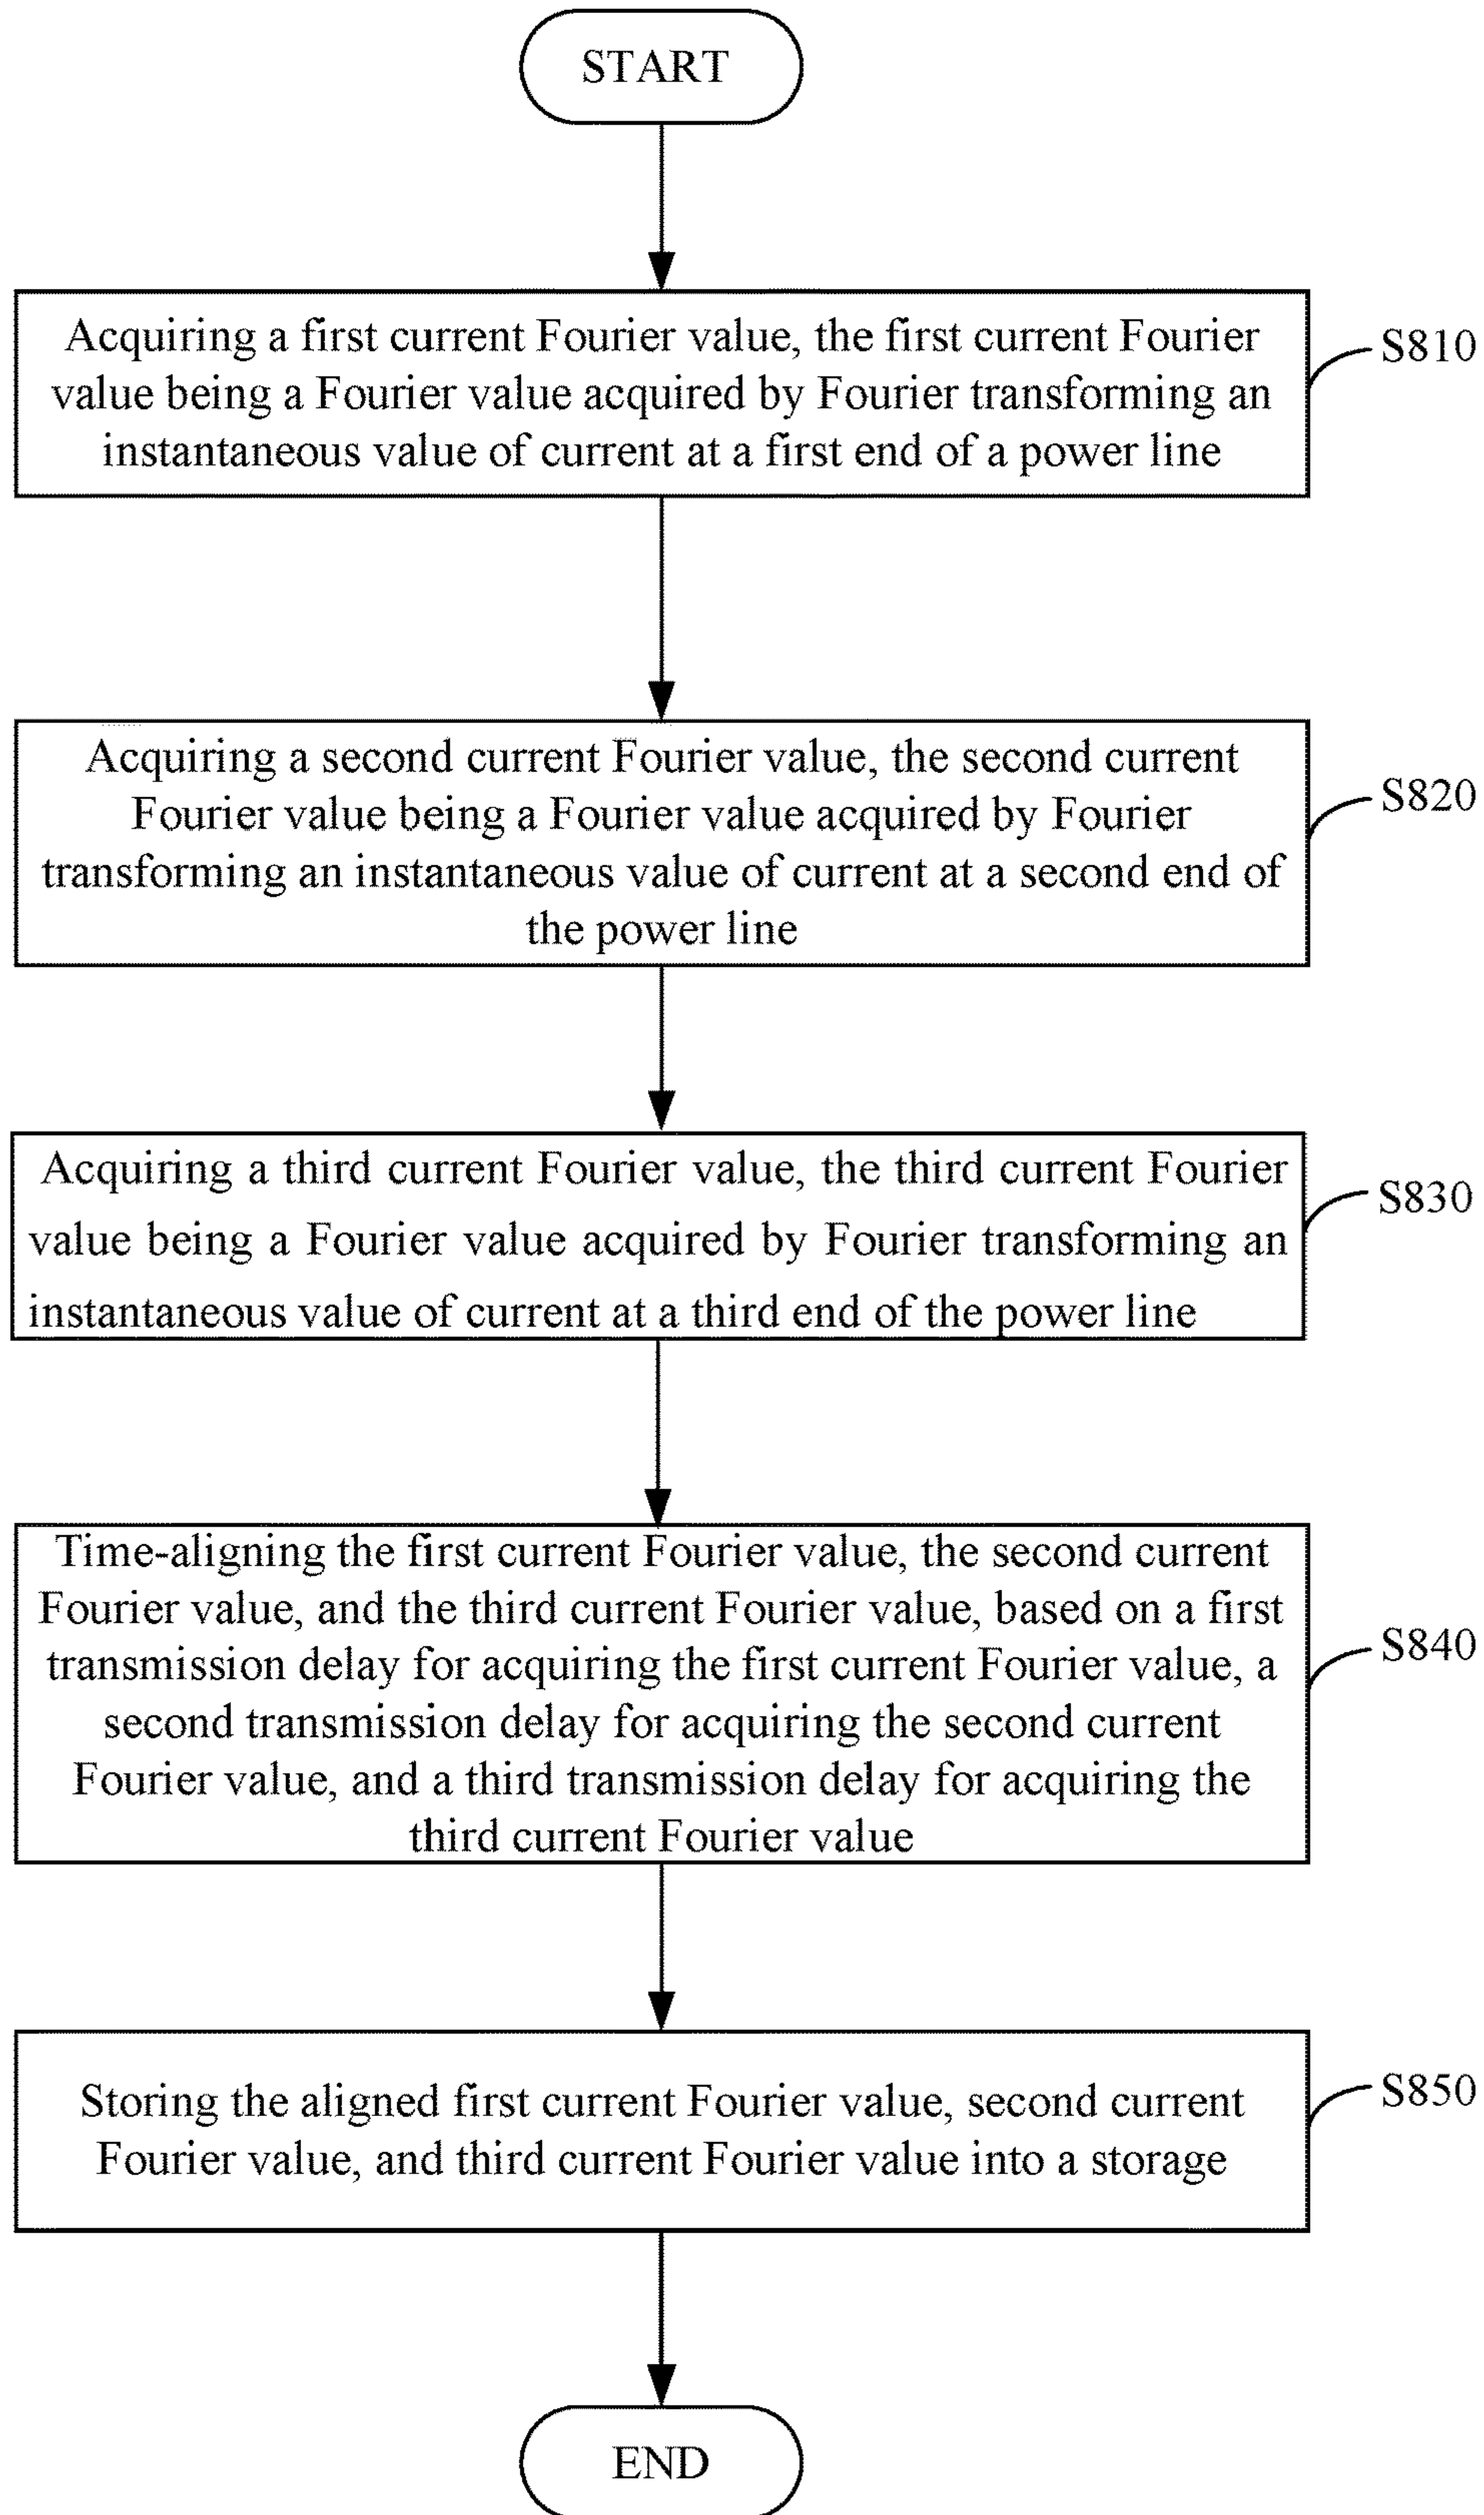 START
Acquiring a first current Fourier value, the first current Fourier
value being a Fourier value acquired by Fourier transforming an
instantaneous value of current at a first end of a power line
S810
Acquiring a second current Fourier value, the second current
Fourier value being a Fourier value acquired by Fourier
transforming an instantaneous value of current at a second end of
the power line
S820
Acquiring a third current Fourier value, the third current Fourier
value being a Fourier value acquired by Fourier transforming an
instantaneous value of current at a third end of the power line
S830
Time-aligning the first current Fourier value, the second current
Fourier value, and the third current Fourier value, based on a first
transmission delay for acquiring the first current Fourier value, a
second transmission delay for acquiring the second current
Fourier value, and a third transmission delay for acquiring the
third current Fourier value
S840
Storing the aligned first current Fourier value, second current
Fourier value, and third current Fourier value into a storage
S850
END